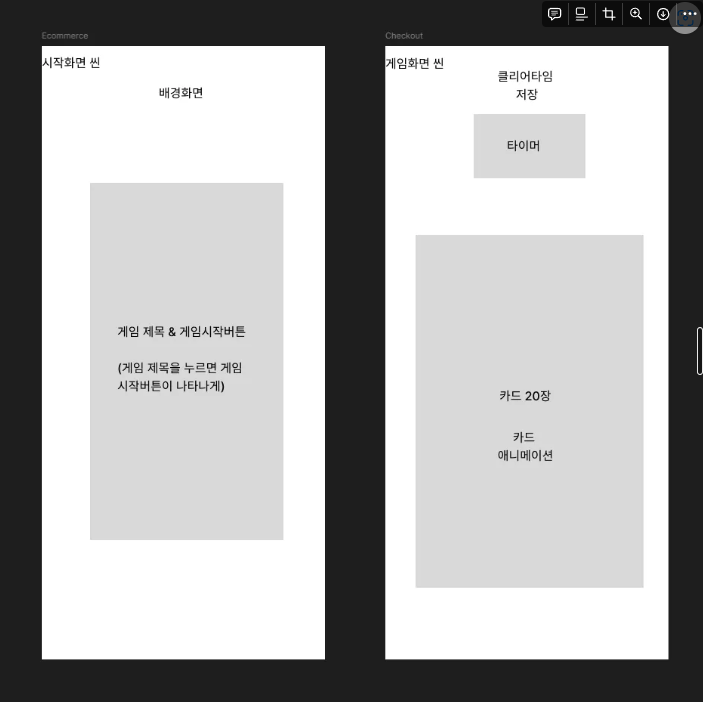 Ecommerce
시작화면 씬
배경화면
게임 제목 & 게임시작버튼
(게임 제목을 누르면 게임
시작버튼이 나타나게)
Checkout
게임화면 씬
클리어타임
저장
타이머
카드 20장
카드
애니메이션